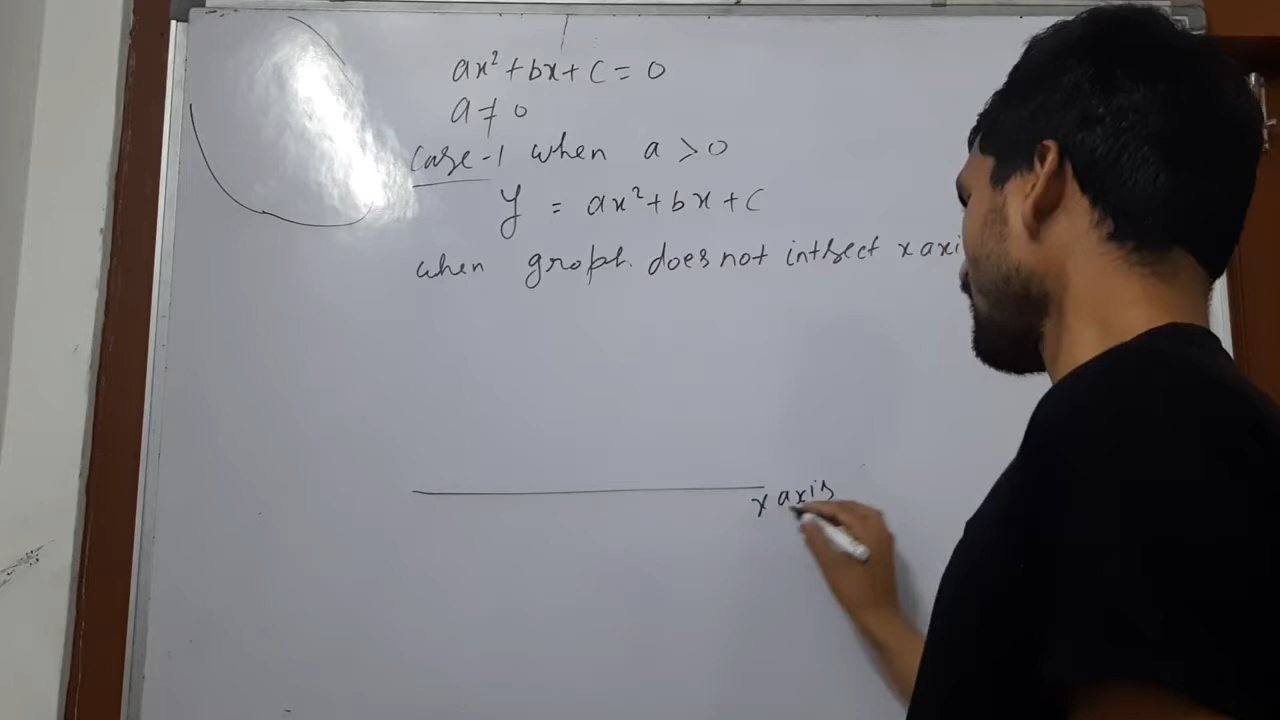 ax²+bx+c=0
a≠0
Case-1 when a>0
y = ax²+bx+c
when graph. does not intsect x axi
x axis